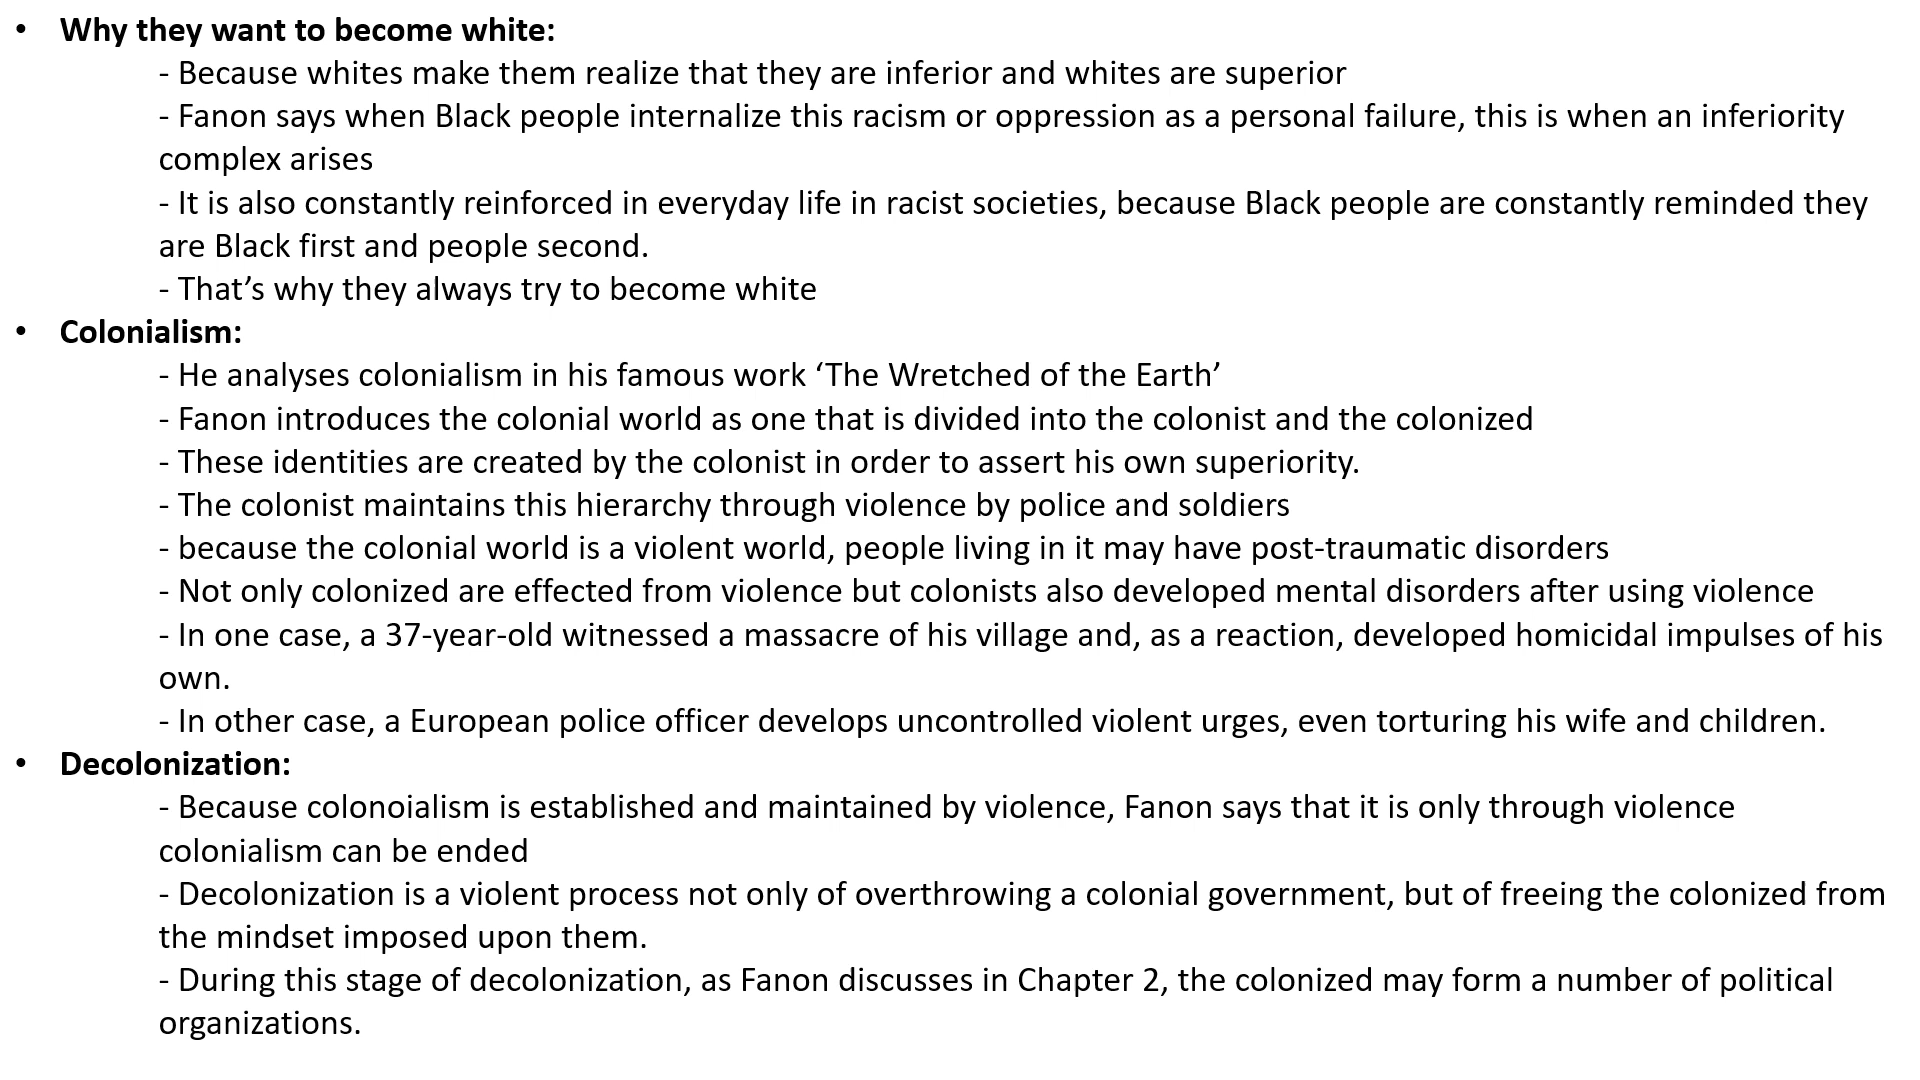 • Why they want to become white:
- Because whites make them realize that they are inferior and whites are superior
- Fanon says when Black people internalize this racism or oppression as a personal failure, this is when an inferiority
complex arises
- It is also constantly reinforced in everyday life in racist societies, because Black people are constantly reminded they
are Black first and people second.
- That’s why they always try to become white
• Colonialism:
- He analyses colonialism in his famous work ‘The Wretched of the Earth’
- Fanon introduces the colonial world as one that is divided into the colonist and the colonized
- These identities are created by the colonist in order to assert his own superiority.
- The colonist maintains this hierarchy through violence by police and soldiers
- because the colonial world is a violent world, people living in it may have post-traumatic disorders
- Not only colonized are effected from violence but colonists also developed mental disorders after using violence
- In one case, a 37-year-old witnessed a massacre of his village and, as a reaction, developed homicidal impulses of his
own.
- In other case, a European police officer develops uncontrolled violent urges, even torturing his wife and children.
• Decolonization:
- Because colonoialism is established and maintained by violence, Fanon says that it is only through violence
colonialism can be ended
- Decolonization is a violent process not only of overthrowing a colonial government, but of freeing the colonized from
the mindset imposed upon them.
- During this stage of decolonization, as Fanon discusses in Chapter 2, the colonized may form a number of political
organizations.